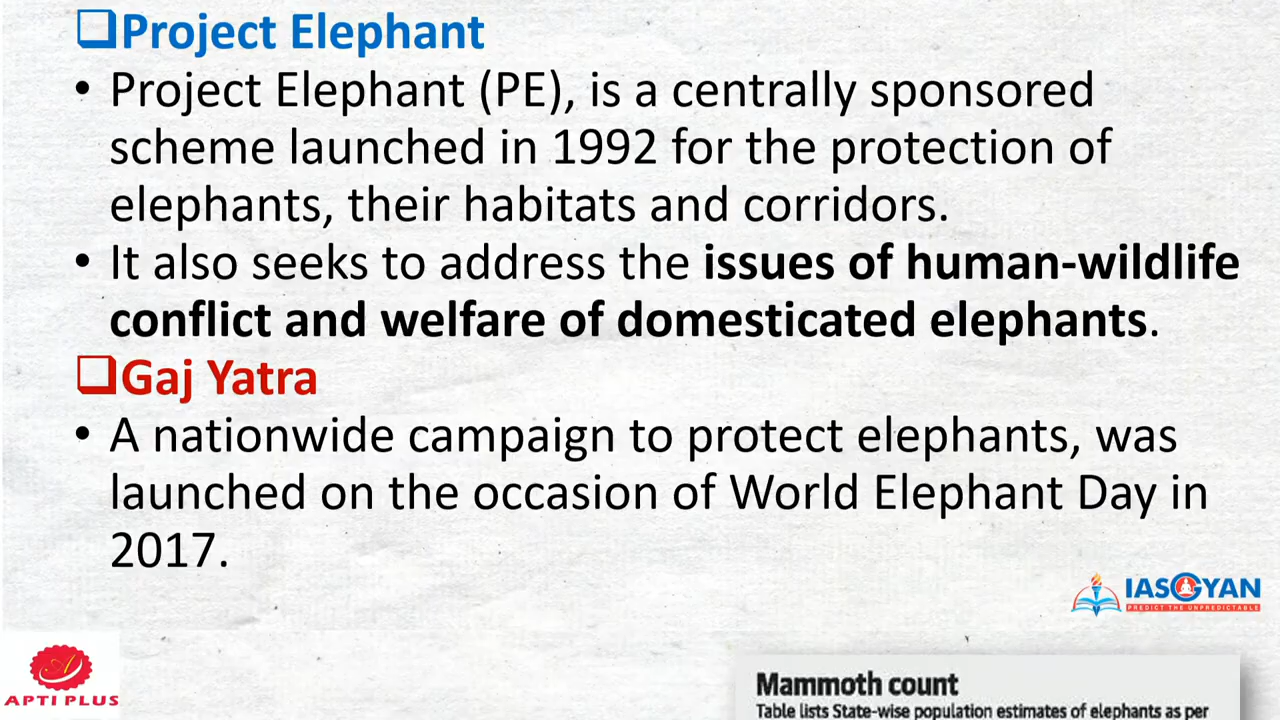 Project Elephant
• Project Elephant (PE), is a centrally sponsored
scheme launched in 1992 for the protection of
elephants, their habitats and corridors.
• It also seeks to address the issues of human-wildlife
conflict and welfare of domesticated elephants.
Gaj Yatra
• A nationwide campaign to protect elephants, was
launched on the occasion of World Elephant Day in
2017.
IASGYAN
PREDICT THE UNPREDICTABLE
A
APTI PLUS
Mammoth count
Table lists State-wise population estimates of elephants as per